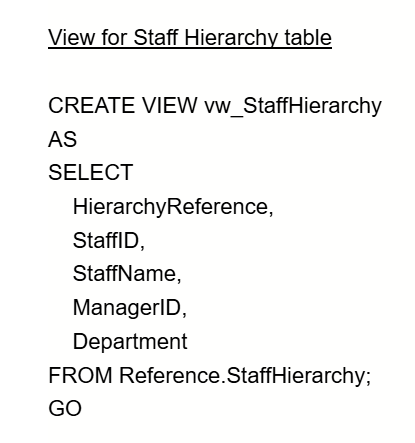 View for Staff Hierarchy table
CREATE VIEW vw_StaffHierarchy
AS
SELECT
HierarchyReference,
StaffID,
StaffName,
ManagerID,
Department
FROM Reference.StaffHierarchy;
GO